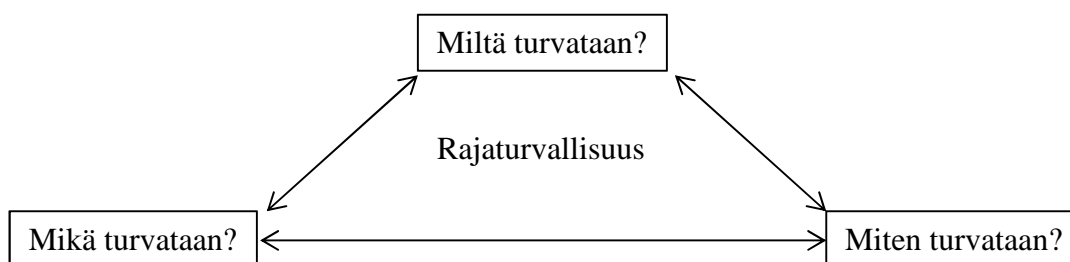 Miltä turvataan?
Rajaturvallisuus
Mikä turvataan?
Miten turvataan?